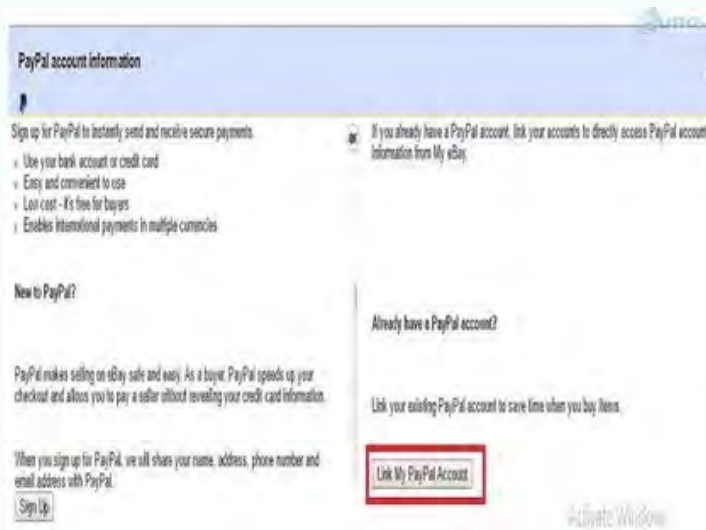 PayPal account information
Sign up for PayPal to instantly send and receive secure payments.
Use your bank account or credit card
Easy and convenient to use
Low cost - it's free for buyers
Enables international payments in multiple currencies
or
If you already have a PayPal account, link your accounts to directly access PayPal account
information from My eBay.
New to PayPal?
PayPal makes selling on eBay safe and easy. As a buyer, PayPal speeds up your
checkout and allows you to pay a seller without revealing your credit card information.
When you sign up for PayPal, we will share your name, address, phone number and
email address with PayPal.
Sign Up
Already have a PayPal account?
Link your existing PayPal account to save time when you buy items.
Link My PayPal Account
Activate Windows